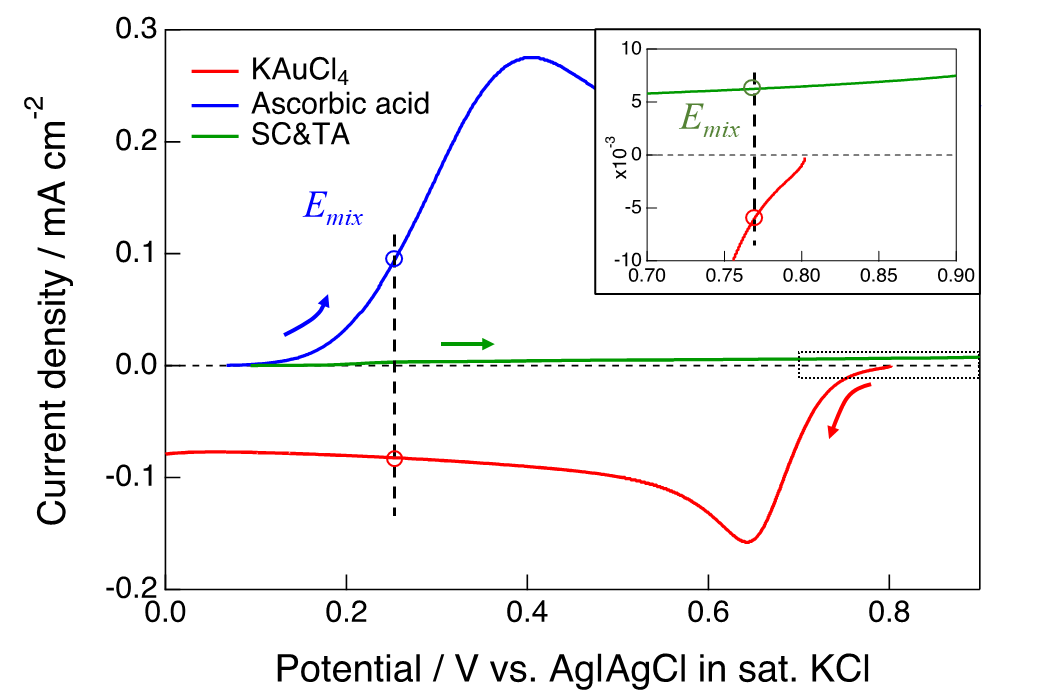 0.3
0.2
0.1
0.0
-0.1
-0.2
Current density / mA cm-2
KAuCl4
Ascorbic acid
SC&TA
Emix
10
5
0
-5
-10
x10-3
Emix
0.70 0.75 0.80 0.85 0.90
0.0 0.2 0.4 0.6 0.8
Potential / V vs. Ag|AgCl in sat. KCl